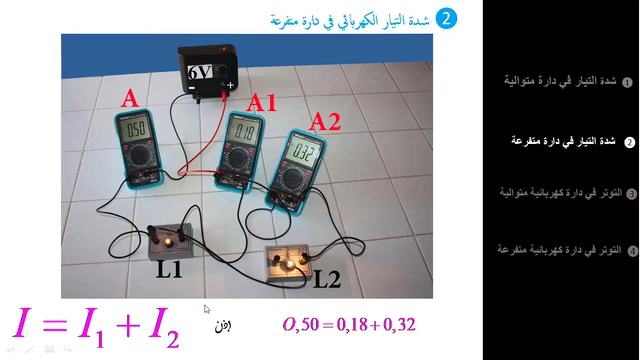 2 شدة التيار الكهربائي في دارة متفرعة
6V
- +
A
A1
A2
0.50
0.18
0.32
L1
L2
I = I1 + I2
إذن
0,50 = 0,18 + 0,32
1 شدة التيار في دارة متوالية
2 شدة التيار في دارة متفرعة
3 التوتر في دارة كهربائية متوالية
4 التوتر في دارة كهربائية متفرعة